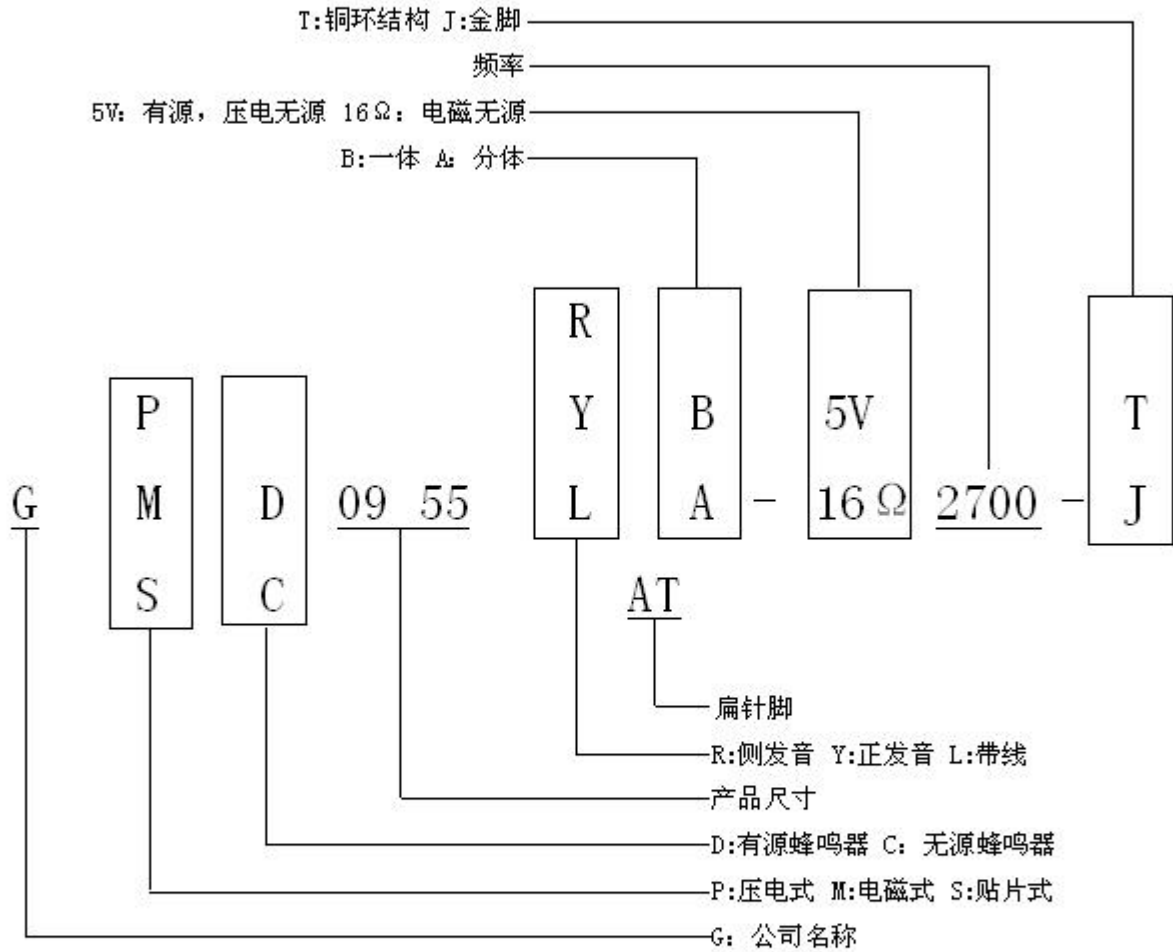 T:铜环结构 J:金脚
频率
5V: 有源，压电无源 16Ω: 电磁无源
B:一体 A: 分体
R
P Y B 5V T
G M D 09 55 L A - 16Ω 2700 - J
S C AT
扁针脚
R:侧发音 Y:正发音 L:带线
产品尺寸
D:有源蜂鸣器 C: 无源蜂鸣器
P:压电式 M:电磁式 S:贴片式
G: 公司名称